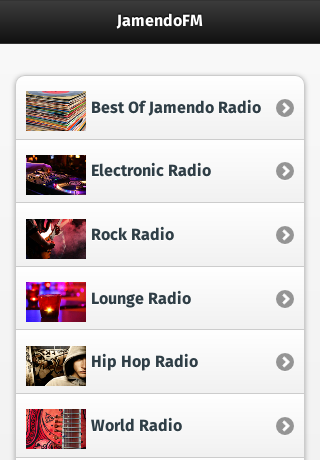 JamendoFM
Best Of Jamendo Radio
Electronic Radio
Rock Radio
Lounge Radio
Hip Hop Radio
World Radio